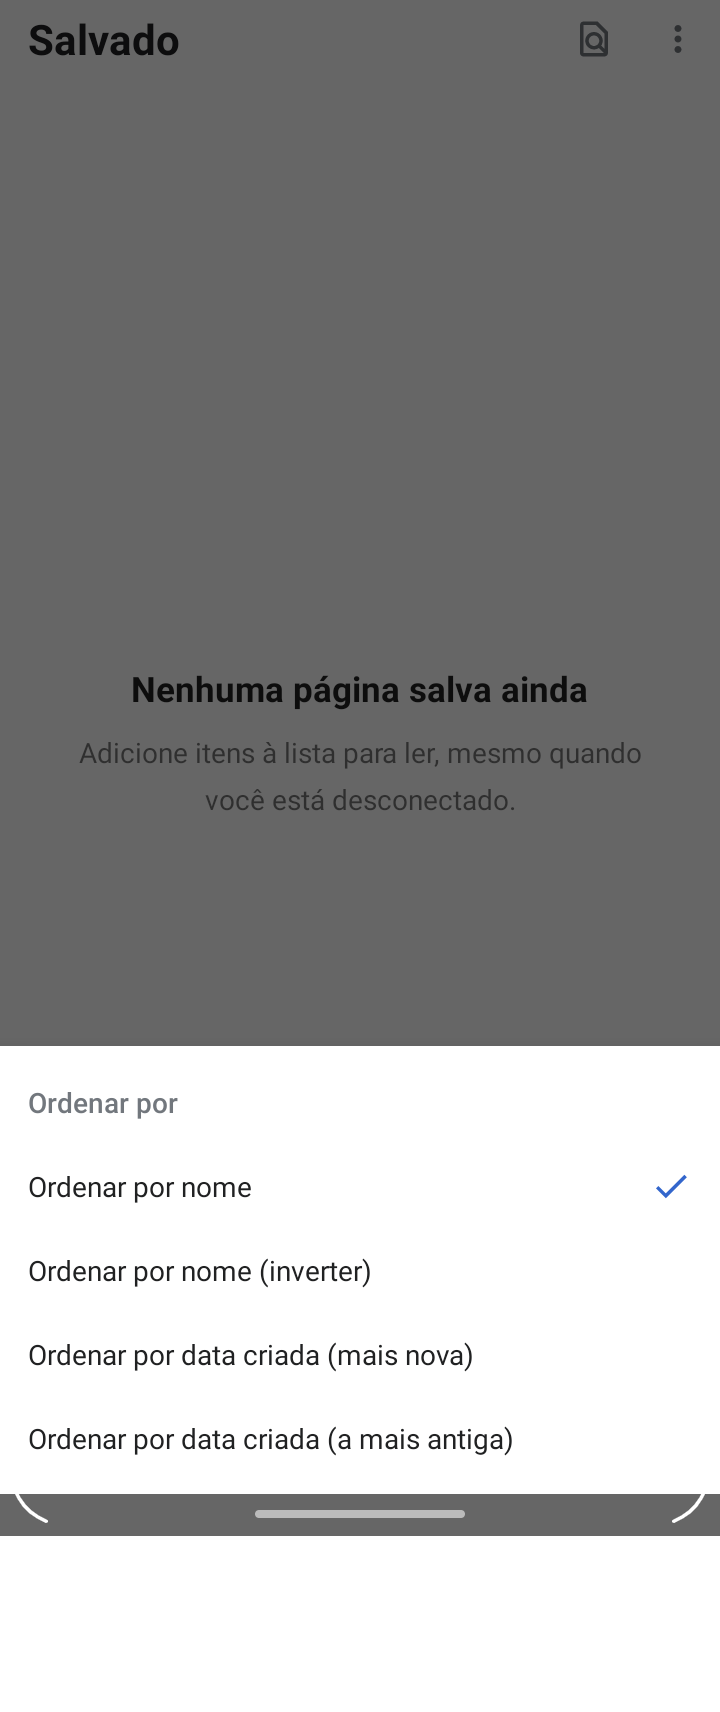 Salvado
Nenhuma página salva ainda
Adicione itens à lista para ler, mesmo quando
você está desconectado.
Ordenar por
Ordenar por nome
Ordenar por nome (inverter)
Ordenar por data criada (mais nova)
Ordenar por data criada (a mais antiga)